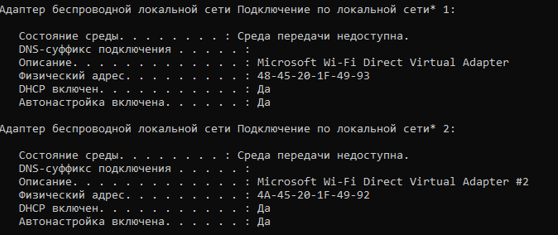 Адаптер беспроводной локальной сети Подключение по локальной сети* 1:
Состояние среды. . . . . . . . : Среда передачи недоступна.
DNS-суффикс подключения . . . . . :
Описание. . . . . . . . . . . . . : Microsoft Wi-Fi Direct Virtual Adapter
Физический адрес. . . . . . . . . : 48-45-20-1F-49-93
DHCP включен. . . . . . . . . . . : Да
Автонастройка включена. . . . . . : Да
Адаптер беспроводной локальной сети Подключение по локальной сети* 2:
Состояние среды. . . . . . . . : Среда передачи недоступна.
DNS-суффикс подключения . . . . . :
Описание. . . . . . . . . . . . . : Microsoft Wi-Fi Direct Virtual Adapter #2
Физический адрес. . . . . . . . . : 4A-45-20-1F-49-92
DHCP включен. . . . . . . . . . . : Да
Автонастройка включена. . . . . . : Да